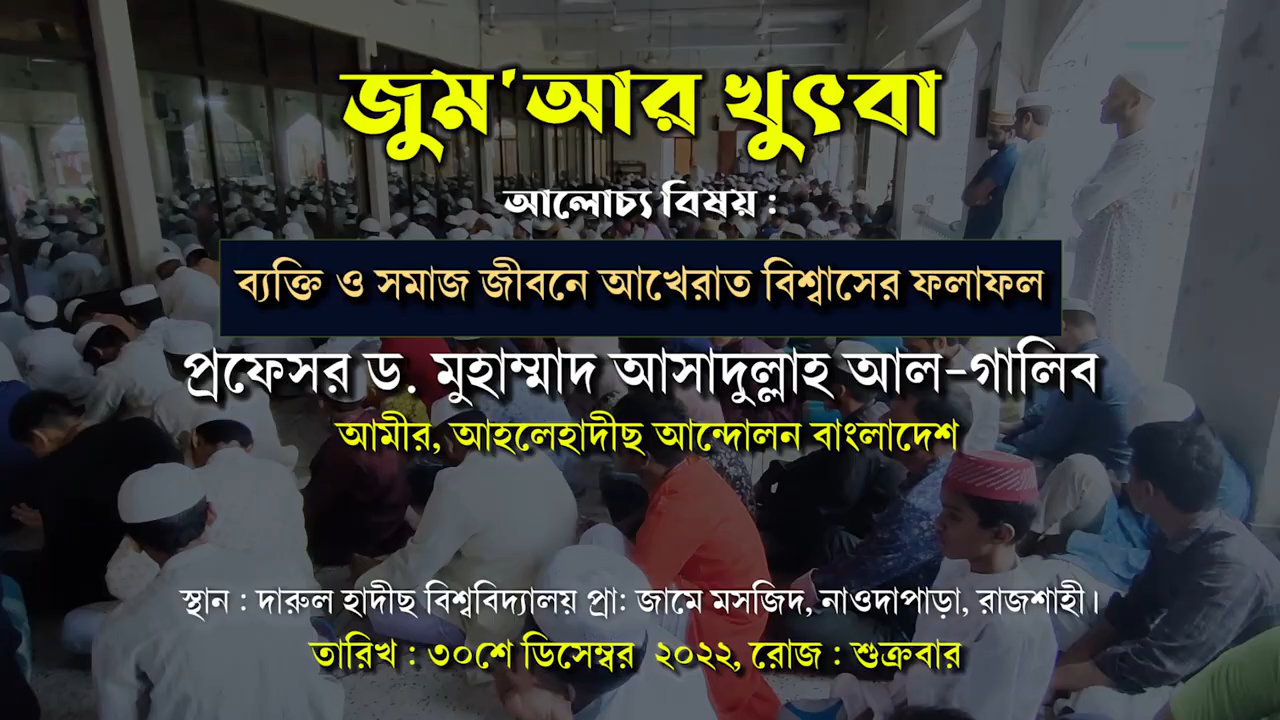 জুম'আর খুৎবা
আলোচ্য বিষয় :
ব্যক্তি ও সমাজ জীবনে আখেরাত বিশ্বাসের ফলাফল
প্রফেসর ড. মুহাম্মাদ আসাদুল্লাহ আল-গালিব
আমীর, আহলেহাদীছ আন্দোলন বাংলাদেশ
স্থান : দারুল হাদীছ বিশ্ববিদ্যালয় প্রা: জামে মসজিদ, নাওদাপাড়া, রাজশাহী।
তারিখ : ৩০শে ডিসেম্বর ২০২২, রোজ : শুক্রবার